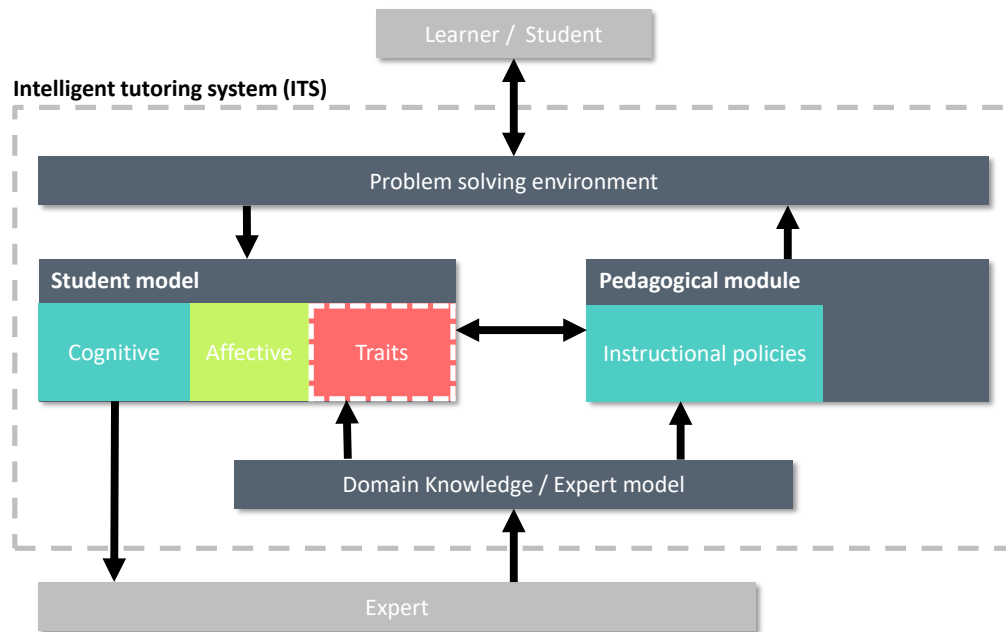 Learner / Student
Intelligent tutoring system (ITS)
Problem solving environment
Student model
Pedagogical module
Cognitive
Affective
Traits
Instructional policies
Domain Knowledge / Expert model
Expert